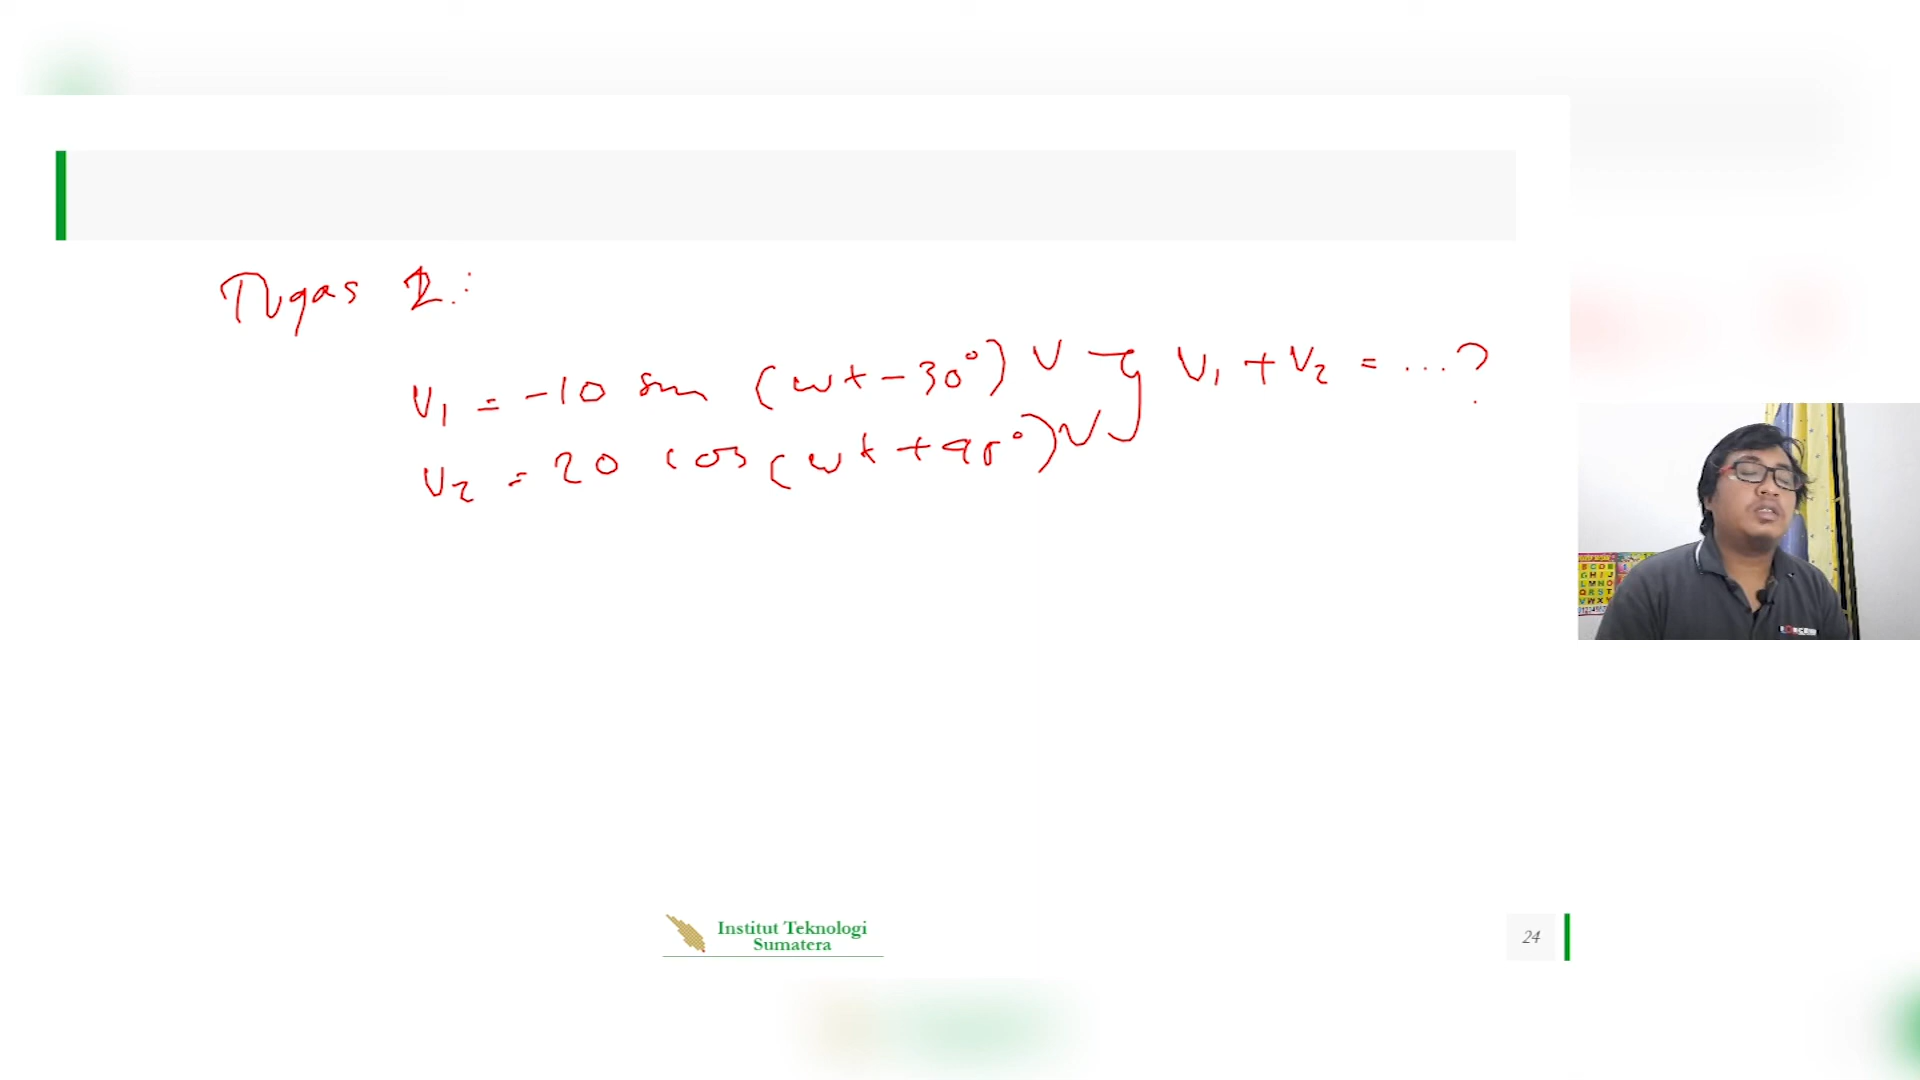 Tugas 2 :
V1 = -10 sin (ωt - 30°) V } V1 + V2 = ...?
V2 = 20 cos (ωt + 45°) V
Institut Teknologi
Sumatera
24